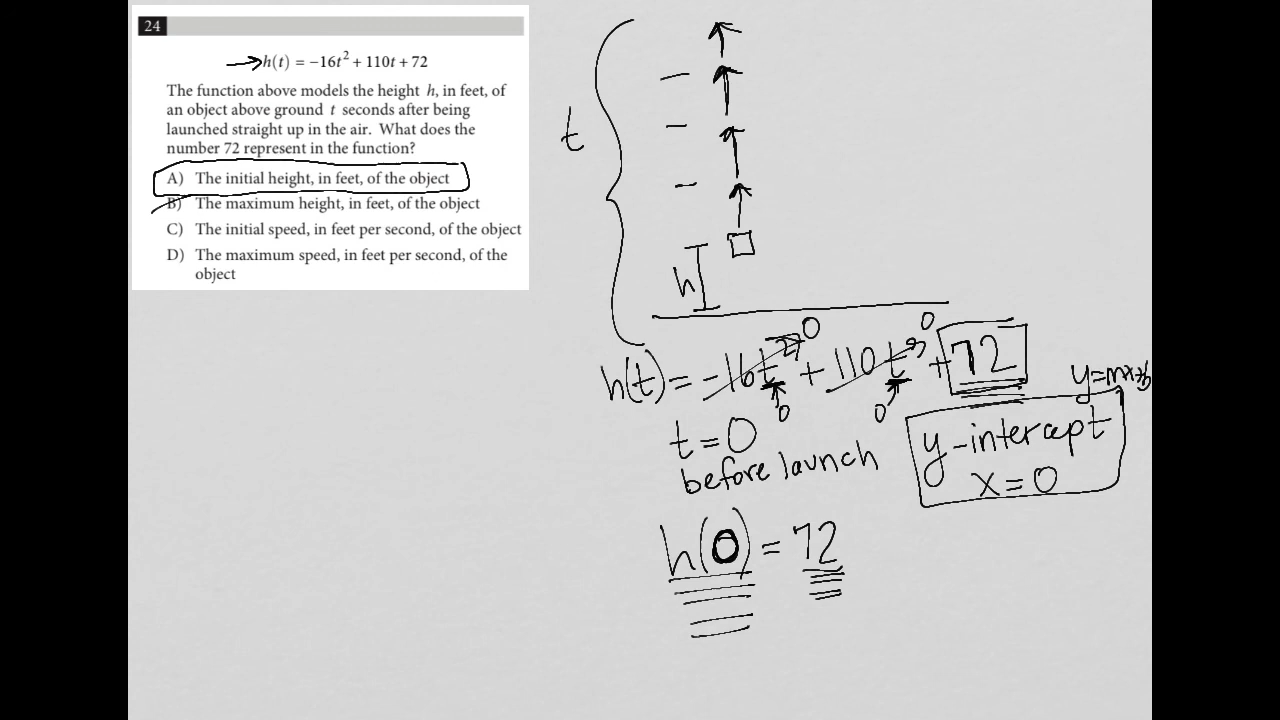 24
h(t) = −16t² + 110t + 72
The function above models the height h, in feet, of
an object above ground t seconds after being
launched straight up in the air. What does the
number 72 represent in the function?
A) The initial height, in feet, of the object
B) The maximum height, in feet, of the object
C) The initial speed, in feet per second, of the object
D) The maximum speed, in feet per second, of the
object
t
h
0 0
h(t) = -16t² + 110t + 72
0 0
y=mx+b
t = 0
before launch
y-intercept
x = 0
h(0) = 72